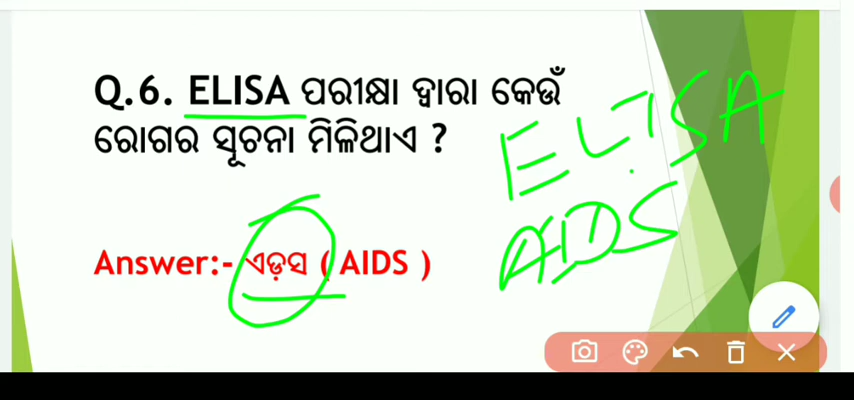 Q.6. ELISA ପରୀକ୍ଷା ଦ୍ୱାରା କେଉଁ
ରୋଗର ସୂଚନା ମିଳିଥାଏ ?
ELISA
AIDS
Answer:- ଏଡ଼ସ ( AIDS )